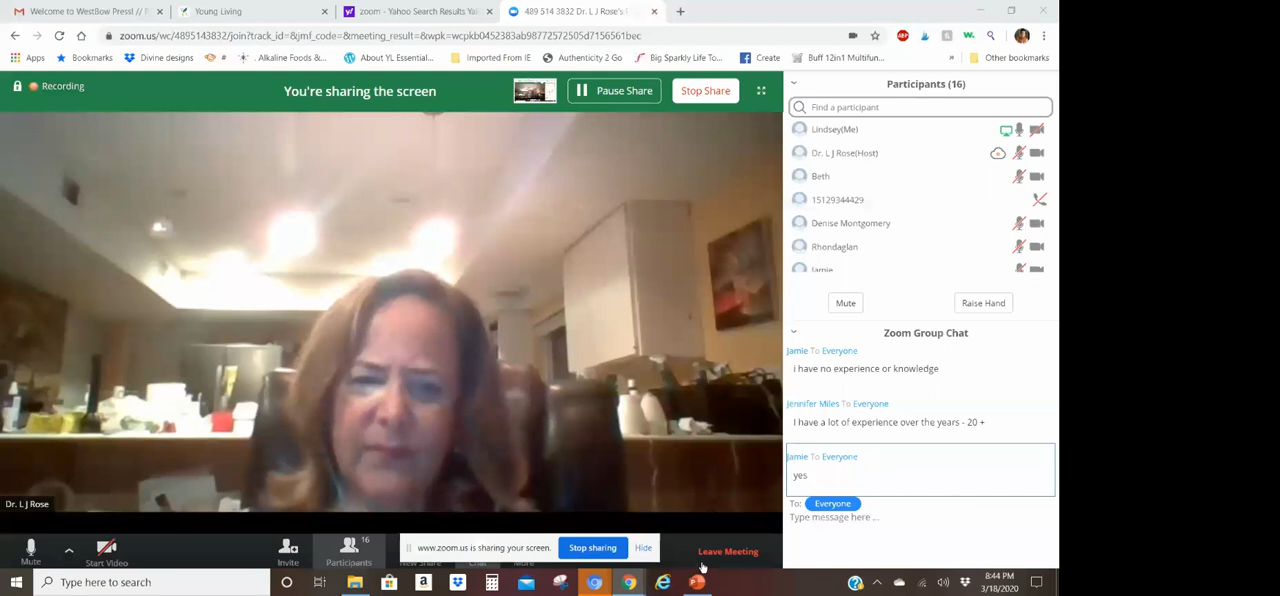 Welcome to WestBow Press! // P
Young Living
zoom - Yahoo Search Results Yah
489 514 3832 Dr. L J Rose's P
zoom.us/wc/4895143832/join?track_id=&jmf_code=&meeting_result=&wpk=wcpkb0452383ab98772572505d7156561bec
Apps
Bookmarks
Divine designs
#
. Alkaline Foods &...
About YL Essential...
Imported From IE
Authenticity 2 Go
Big Sparkly Life To...
Create
Buff 12in1 Multifun...
»
Other bookmarks
Recording
You're sharing the screen
Pause Share
Stop Share
Participants (16)
Find a participant
Lindsey(Me)
Dr. L J Rose(Host)
Beth
15129344429
Denise Montgomery
Rhondaglan
Jamie
Mute
Raise Hand
Zoom Group Chat
Jamie To Everyone
i have no experience or knowledge
Jennifer Miles To Everyone
I have a lot of experience over the years - 20 +
Jamie To Everyone
yes
To: Everyone
Type message here ...
Dr. L J Rose
Mute
Start Video
Invite
16
Participants
www.zoom.us is sharing your screen.
Stop sharing
Hide
New Share
Chat
More
Leave Meeting
Type here to search
8:44 PM
3/18/2020